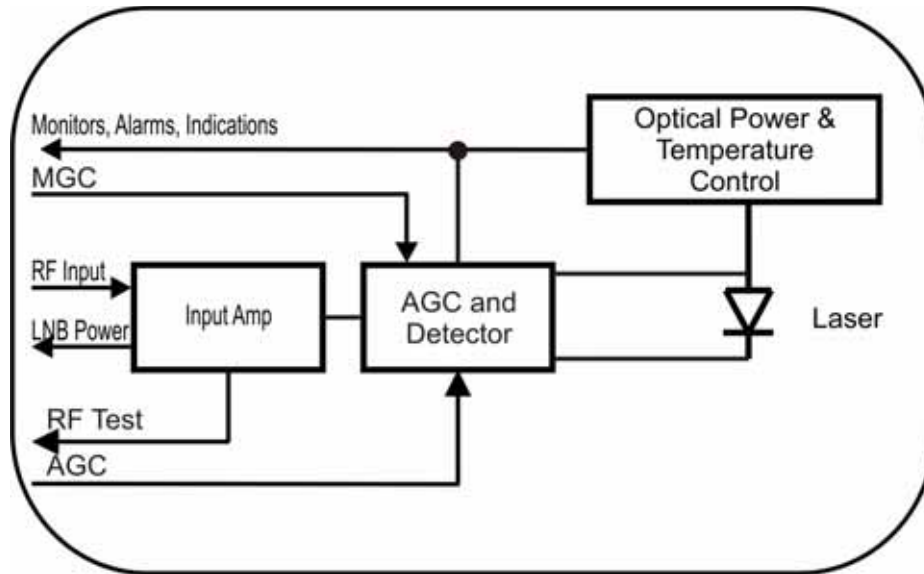 Monitors, Alarms, Indications
MGC
RF Input
LNB Power
RF Test
AGC
Input Amp
AGC and
Detector
Optical Power &
Temperature
Control
Laser